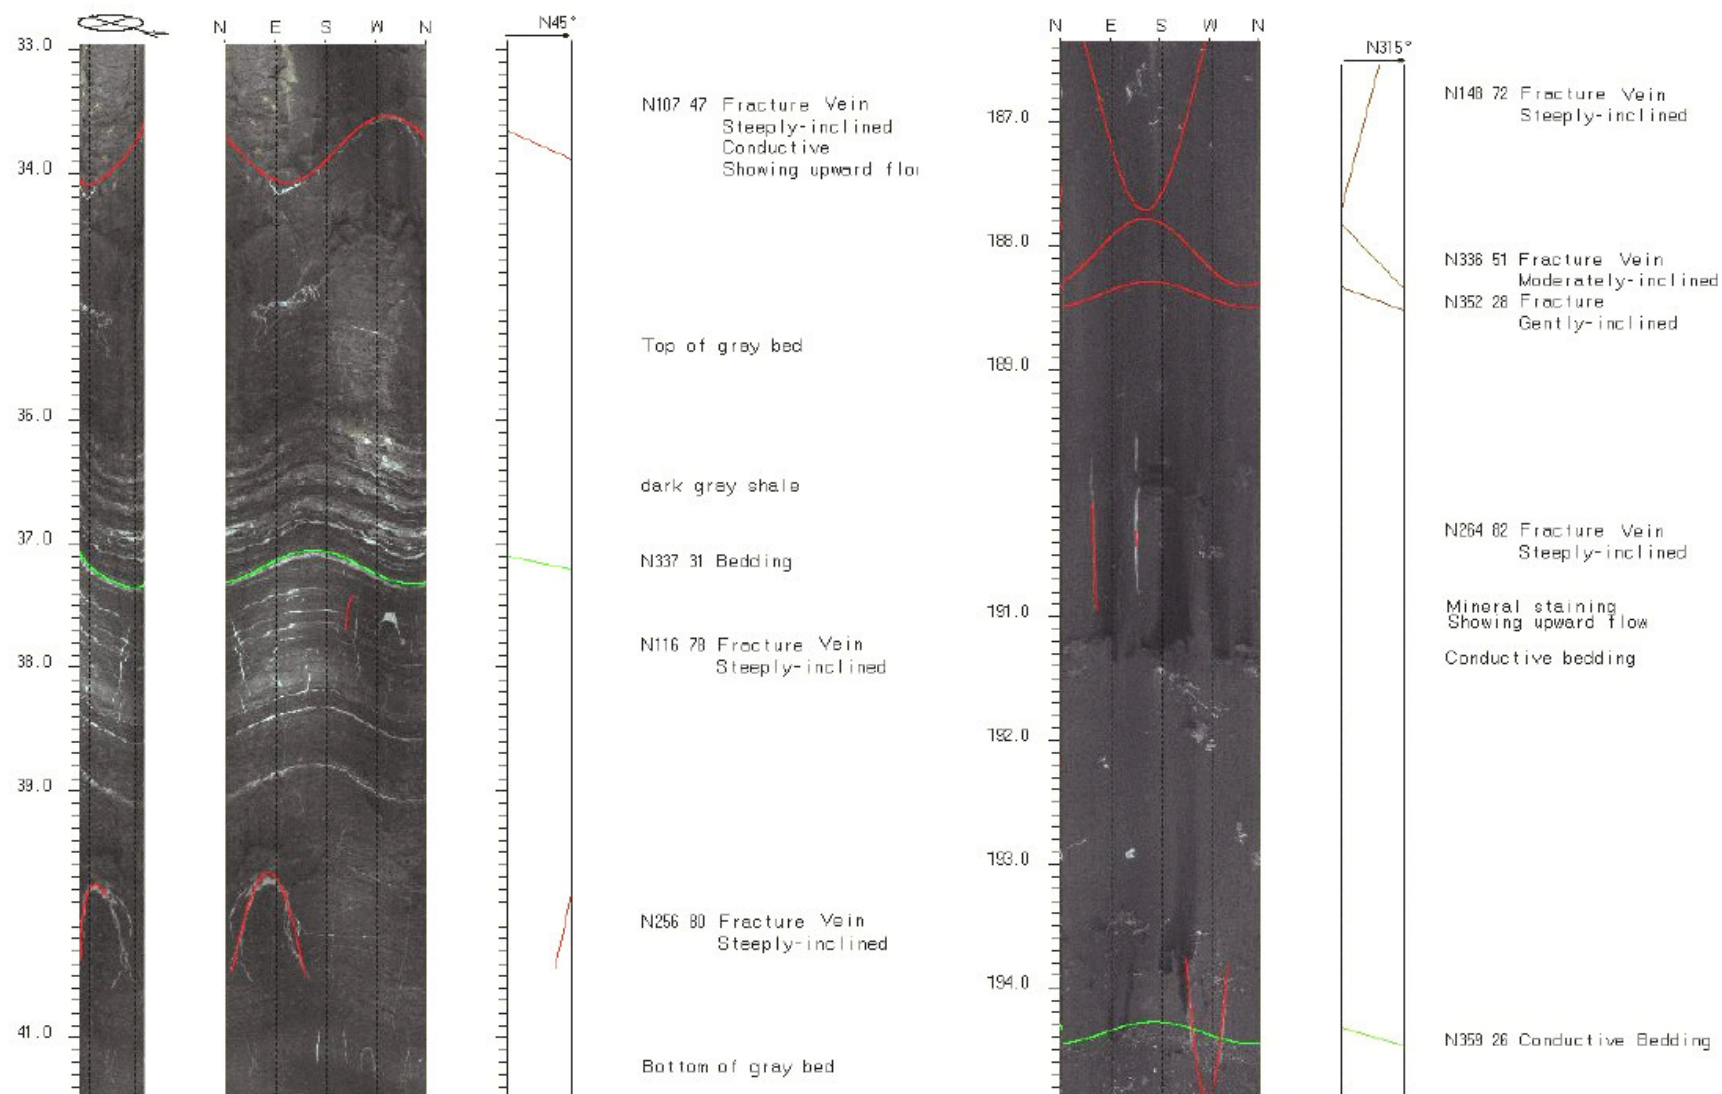 N E S W N
N45°
33.0
N107 47 Fracture Vein
Steeply-inclined
Conductive
Showing upward flo
34.0
Top of gray bed
36.0
dark gray shale
37.0
N337 31 Bedding
N116 78 Fracture Vein
Steeply-inclined
38.0
39.0
N256 80 Fracture Vein
Steeply-inclined
41.0
Bottom of gray bed
N E S W N
N315°
N148 72 Fracture Vein
Steeply-inclined
187.0
188.0
N336 51 Fracture Vein
Moderately-inclined
N352 28 Fracture
Gently-inclined
189.0
N264 82 Fracture Vein
Steeply-inclined
191.0
Mineral staining
Showing upward flow
Conductive bedding
192.0
193.0
194.0
N359 26 Conductive Bedding